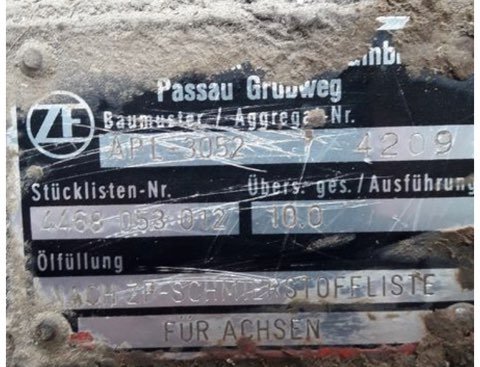 Passau Grubweg
ZF
Baumuster / Aggregat-Nr.
APL-3052 4209
Stücklisten-Nr. Übers. ges./Ausführung
4468 053 012 10.0
Ölfüllung
NACH ZF-SCHMIERSTOFFLISTE
FÜR ACHSEN